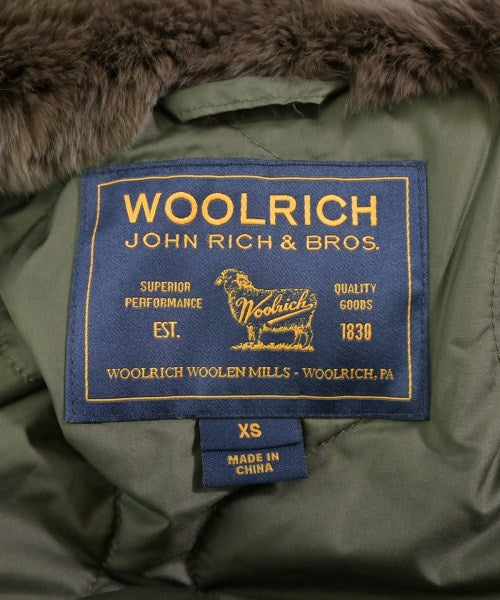 WOOLRICH
JOHN RICH & BROS.
SUPERIOR
PERFORMANCE
EST.
Woolrich
QUALITY
GOODS
1830
WOOLRICH WOOLEN MILLS - WOOLRICH, PA
XS
MADE IN
CHINA